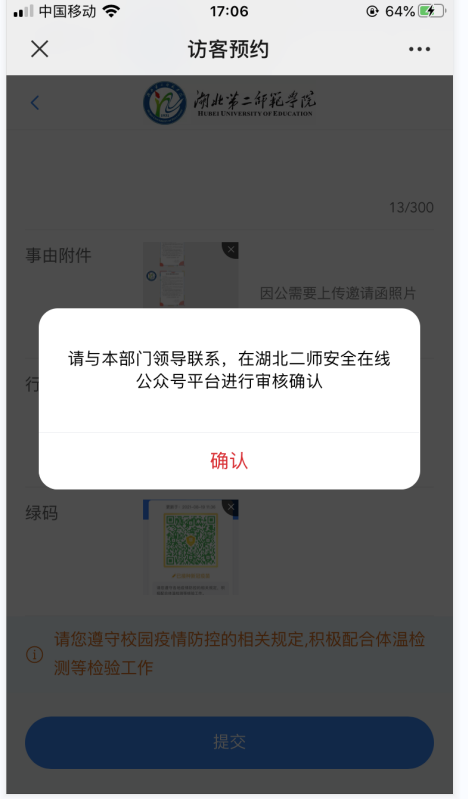 中国移动 17:06 64%
访客预约
湖北第二师范学院
HUBEI UNIVERSITY OF EDUCATION
13/300
事由附件
因公需要上传邀请函照片
请与本部门领导联系，在湖北二师安全在线
公众号平台进行审核确认
行
确认
绿码
请您遵守校园疫情防控的相关规定,积极配合体温检
测等检验工作
提交